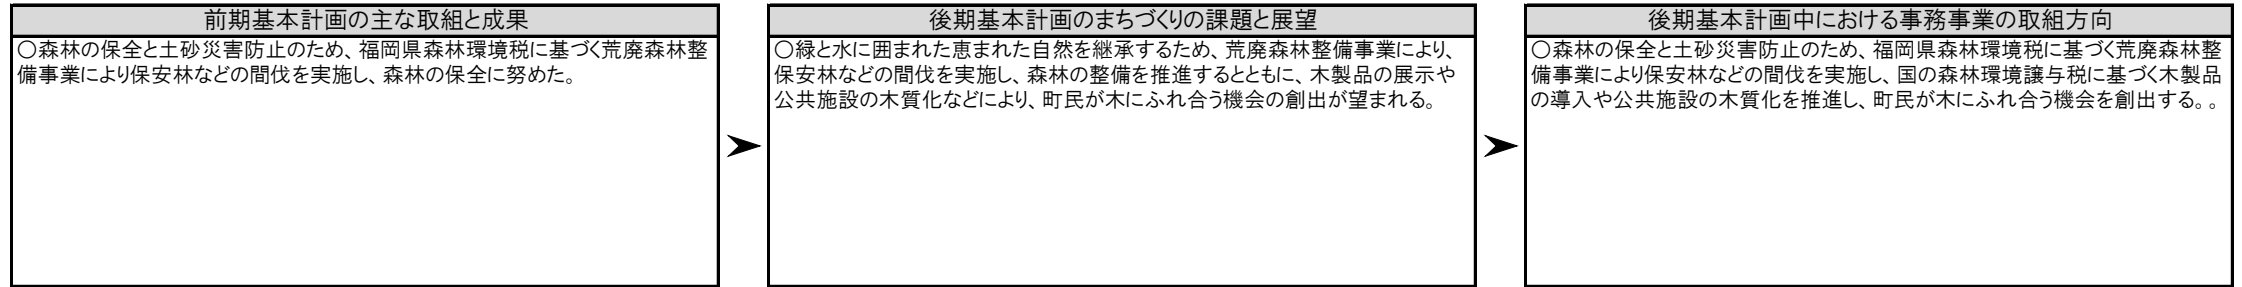 前期基本計画の主な取組と成果
○森林の保全と土砂災害防止のため、福岡県森林環境税に基づく荒廃森林整
備事業により保安林などの間伐を実施し、森林の保全に努めた。
後期基本計画のまちづくりの課題と展望
○緑と水に囲まれた恵まれた自然を継承するため、荒廃森林整備事業により、
保安林などの間伐を実施し、森林の整備を推進するとともに、木製品の展示や
公共施設の木質化などにより、町民が木にふれ合う機会の創出が望まれる。
後期基本計画中における事務事業の取組方向
○森林の保全と土砂災害防止のため、福岡県森林環境税に基づく荒廃森林整
備事業により保安林などの間伐を実施し、国の森林環境譲与税に基づく木製品
の導入や公共施設の木質化を推進し、町民が木にふれ合う機会を創出する。。